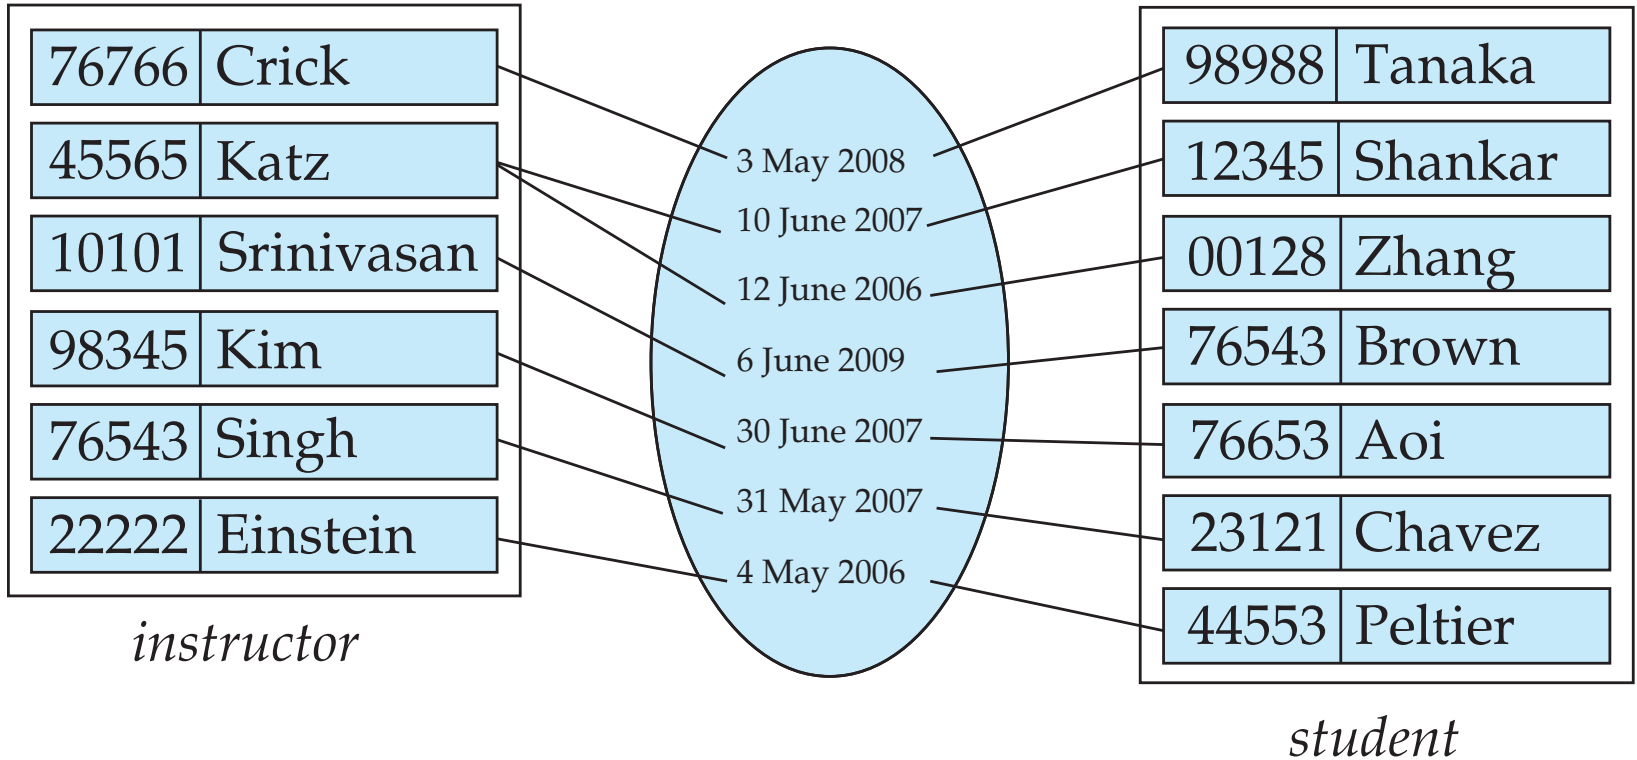 76766 Crick
45565 Katz
10101 Srinivasan
98345 Kim
76543 Singh
22222 Einstein
instructor
3 May 2008
10 June 2007
12 June 2006
6 June 2009
30 June 2007
31 May 2007
4 May 2006
98988 Tanaka
12345 Shankar
00128 Zhang
76543 Brown
76653 Aoi
23121 Chavez
44553 Peltier
student